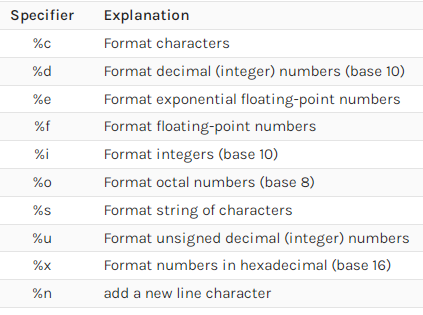 Specifier Explanation
%c Format characters
%d Format decimal (integer) numbers (base 10)
%e Format exponential floating-point numbers
%f Format floating-point numbers
%i Format integers (base 10)
%o Format octal numbers (base 8)
%s Format string of characters
%u Format unsigned decimal (integer) numbers
%x Format numbers in hexadecimal (base 16)
%n add a new line character